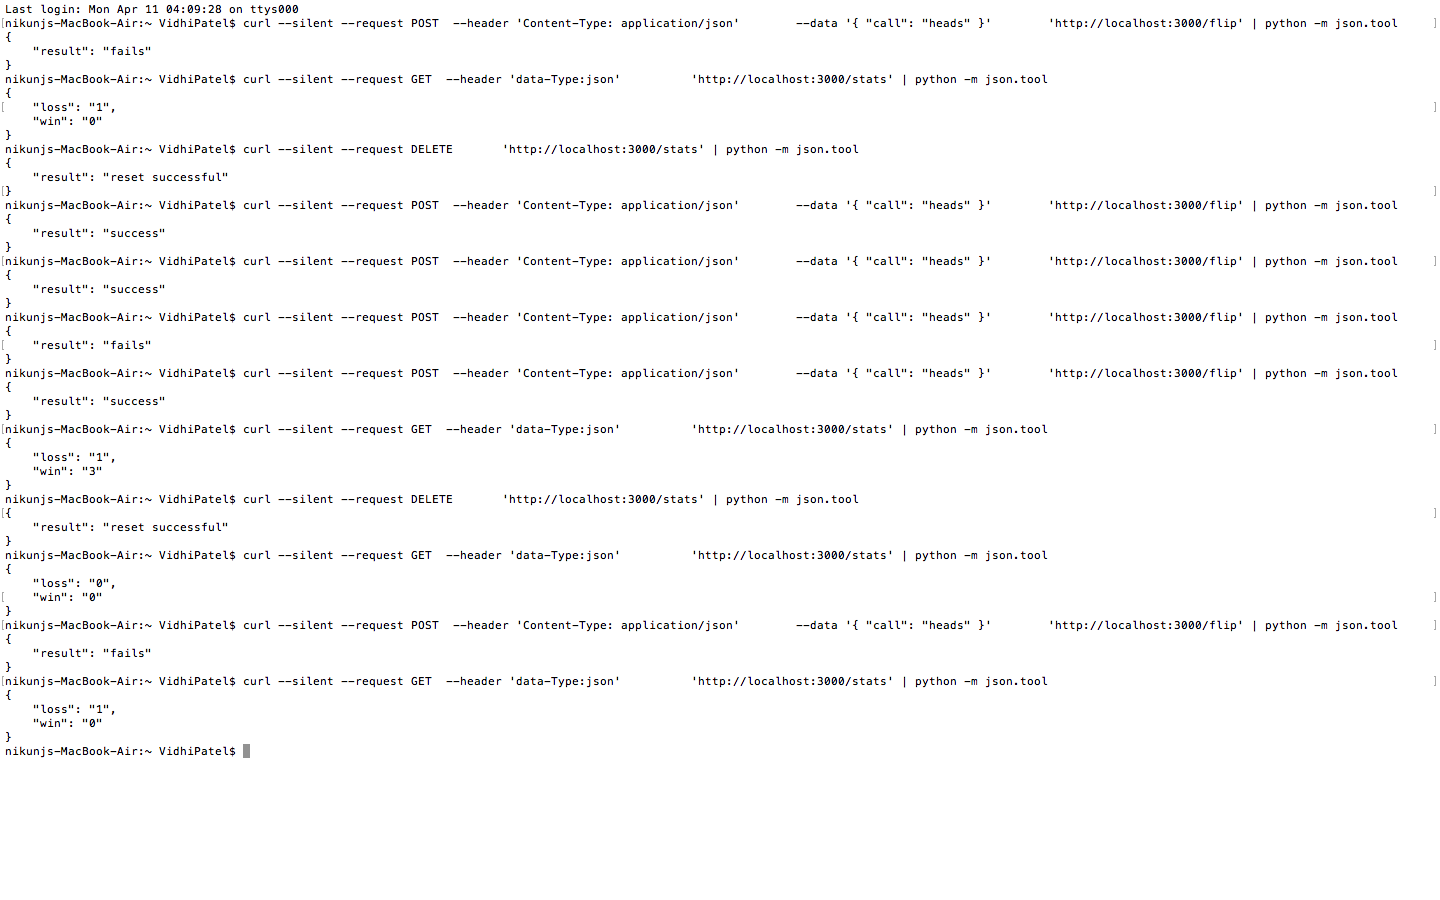 Last login: Mon Apr 11 04:09:28 on ttys000
[nikunjs-MacBook-Air:~ VidhiPatel$ curl --silent --request POST  --header 'Content-Type: application/json'        --data '{ "call": "heads" }'        'http://localhost:3000/flip' | python -m json.tool     ]
{
    "result": "fails"
}
nikunjs-MacBook-Air:~ VidhiPatel$ curl --silent --request GET  --header 'data-Type:json'          'http://localhost:3000/stats' | python -m json.tool
{
[    "loss": "1",     ]
    "win": "0"
}
nikunjs-MacBook-Air:~ VidhiPatel$ curl --silent --request DELETE       'http://localhost:3000/stats' | python -m json.tool
{
    "result": "reset successful"
[}     ]
nikunjs-MacBook-Air:~ VidhiPatel$ curl --silent --request POST  --header 'Content-Type: application/json'        --data '{ "call": "heads" }'        'http://localhost:3000/flip' | python -m json.tool
{
    "result": "success"
}
[nikunjs-MacBook-Air:~ VidhiPatel$ curl --silent --request POST  --header 'Content-Type: application/json'        --data '{ "call": "heads" }'        'http://localhost:3000/flip' | python -m json.tool     ]
{
    "result": "success"
}
nikunjs-MacBook-Air:~ VidhiPatel$ curl --silent --request POST  --header 'Content-Type: application/json'        --data '{ "call": "heads" }'        'http://localhost:3000/flip' | python -m json.tool
{
[    "result": "fails"     ]
}
nikunjs-MacBook-Air:~ VidhiPatel$ curl --silent --request POST  --header 'Content-Type: application/json'        --data '{ "call": "heads" }'        'http://localhost:3000/flip' | python -m json.tool
{
    "result": "success"
}
[nikunjs-MacBook-Air:~ VidhiPatel$ curl --silent --request GET  --header 'data-Type:json'          'http://localhost:3000/stats' | python -m json.tool     ]
{
    "loss": "1",
    "win": "3"
}
nikunjs-MacBook-Air:~ VidhiPatel$ curl --silent --request DELETE       'http://localhost:3000/stats' | python -m json.tool
[{     ]
    "result": "reset successful"
}
nikunjs-MacBook-Air:~ VidhiPatel$ curl --silent --request GET  --header 'data-Type:json'          'http://localhost:3000/stats' | python -m json.tool
{
    "loss": "0",
[    "win": "0"     ]
}
[nikunjs-MacBook-Air:~ VidhiPatel$ curl --silent --request POST  --header 'Content-Type: application/json'        --data '{ "call": "heads" }'        'http://localhost:3000/flip' | python -m json.tool     ]
{
    "result": "fails"
}
[nikunjs-MacBook-Air:~ VidhiPatel$ curl --silent --request GET  --header 'data-Type:json'          'http://localhost:3000/stats' | python -m json.tool     ]
{
    "loss": "1",
    "win": "0"
}
nikunjs-MacBook-Air:~ VidhiPatel$